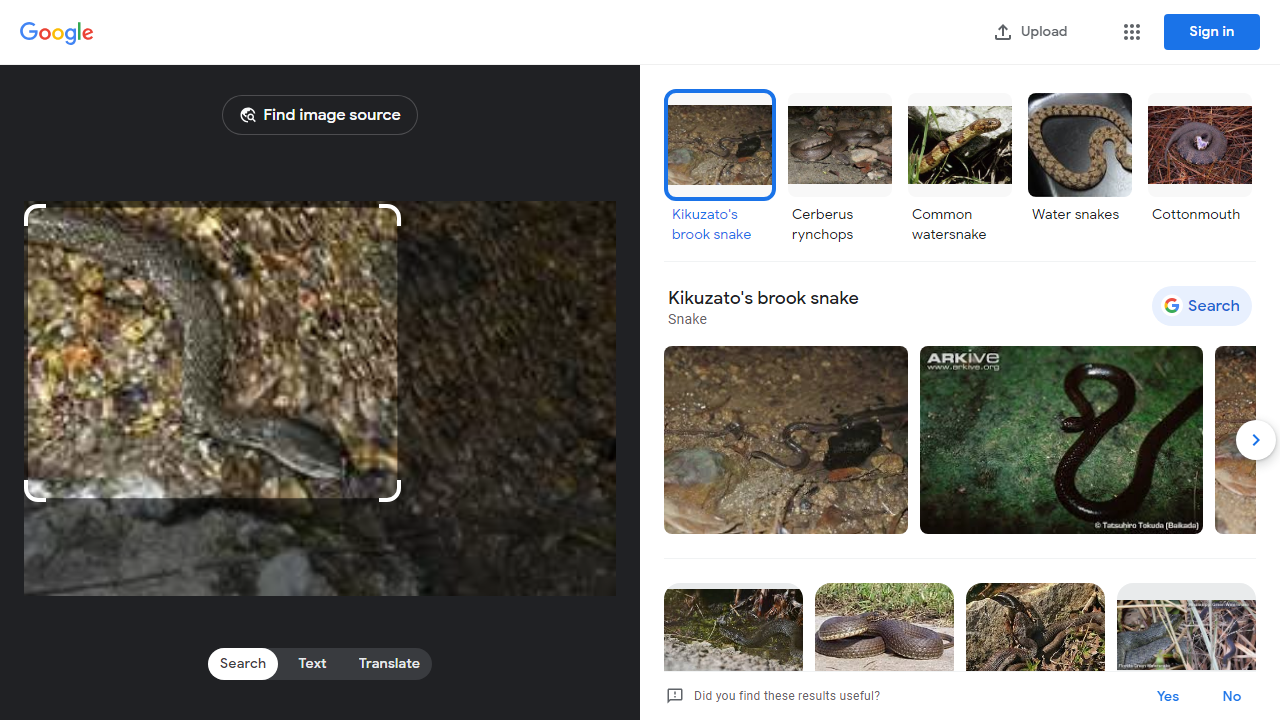 Google
Upload
Sign in
Find image source
Search
Text
Translate
Kikuzato's
brook snake
Cerberus
rynchops
Common
watersnake
Water snakes
Cottonmouth
Kikuzato's brook snake
Snake
Search
ARKive
www.arkive.org
© Tatsuhiro Tokuda (Baikada)
Did you find these results useful?
Yes
No